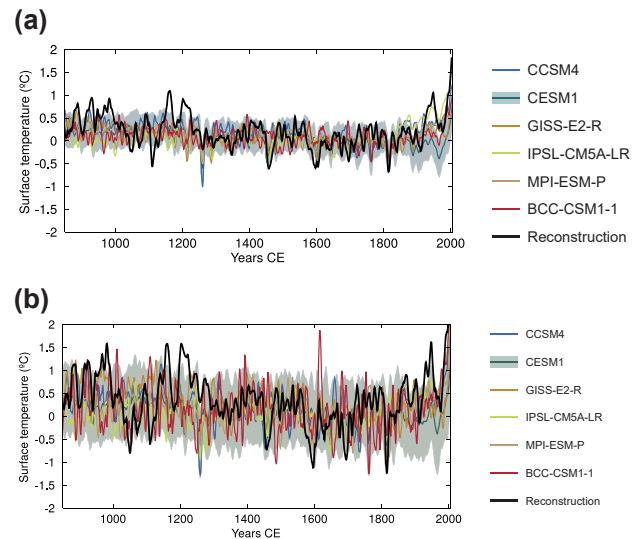 (a)
2
1.5
1
0.5
0
-0.5
-1
-1.5
-2
Surface temperature (ºC)
1000
1200
1400
1600
1800
2000
Years CE
CCSM4
CESM1
GISS-E2-R
IPSL-CM5A-LR
MPI-ESM-P
BCC-CSM1-1
Reconstruction
(b)
2
1.5
1
0.5
0
-0.5
-1
-1.5
-2
Surface temperature (ºC)
1000
1200
1400
1600
1800
2000
Years CE
CCSM4
CESM1
GISS-E2-R
IPSL-CM5A-LR
MPI-ESM-P
BCC-CSM1-1
Reconstruction